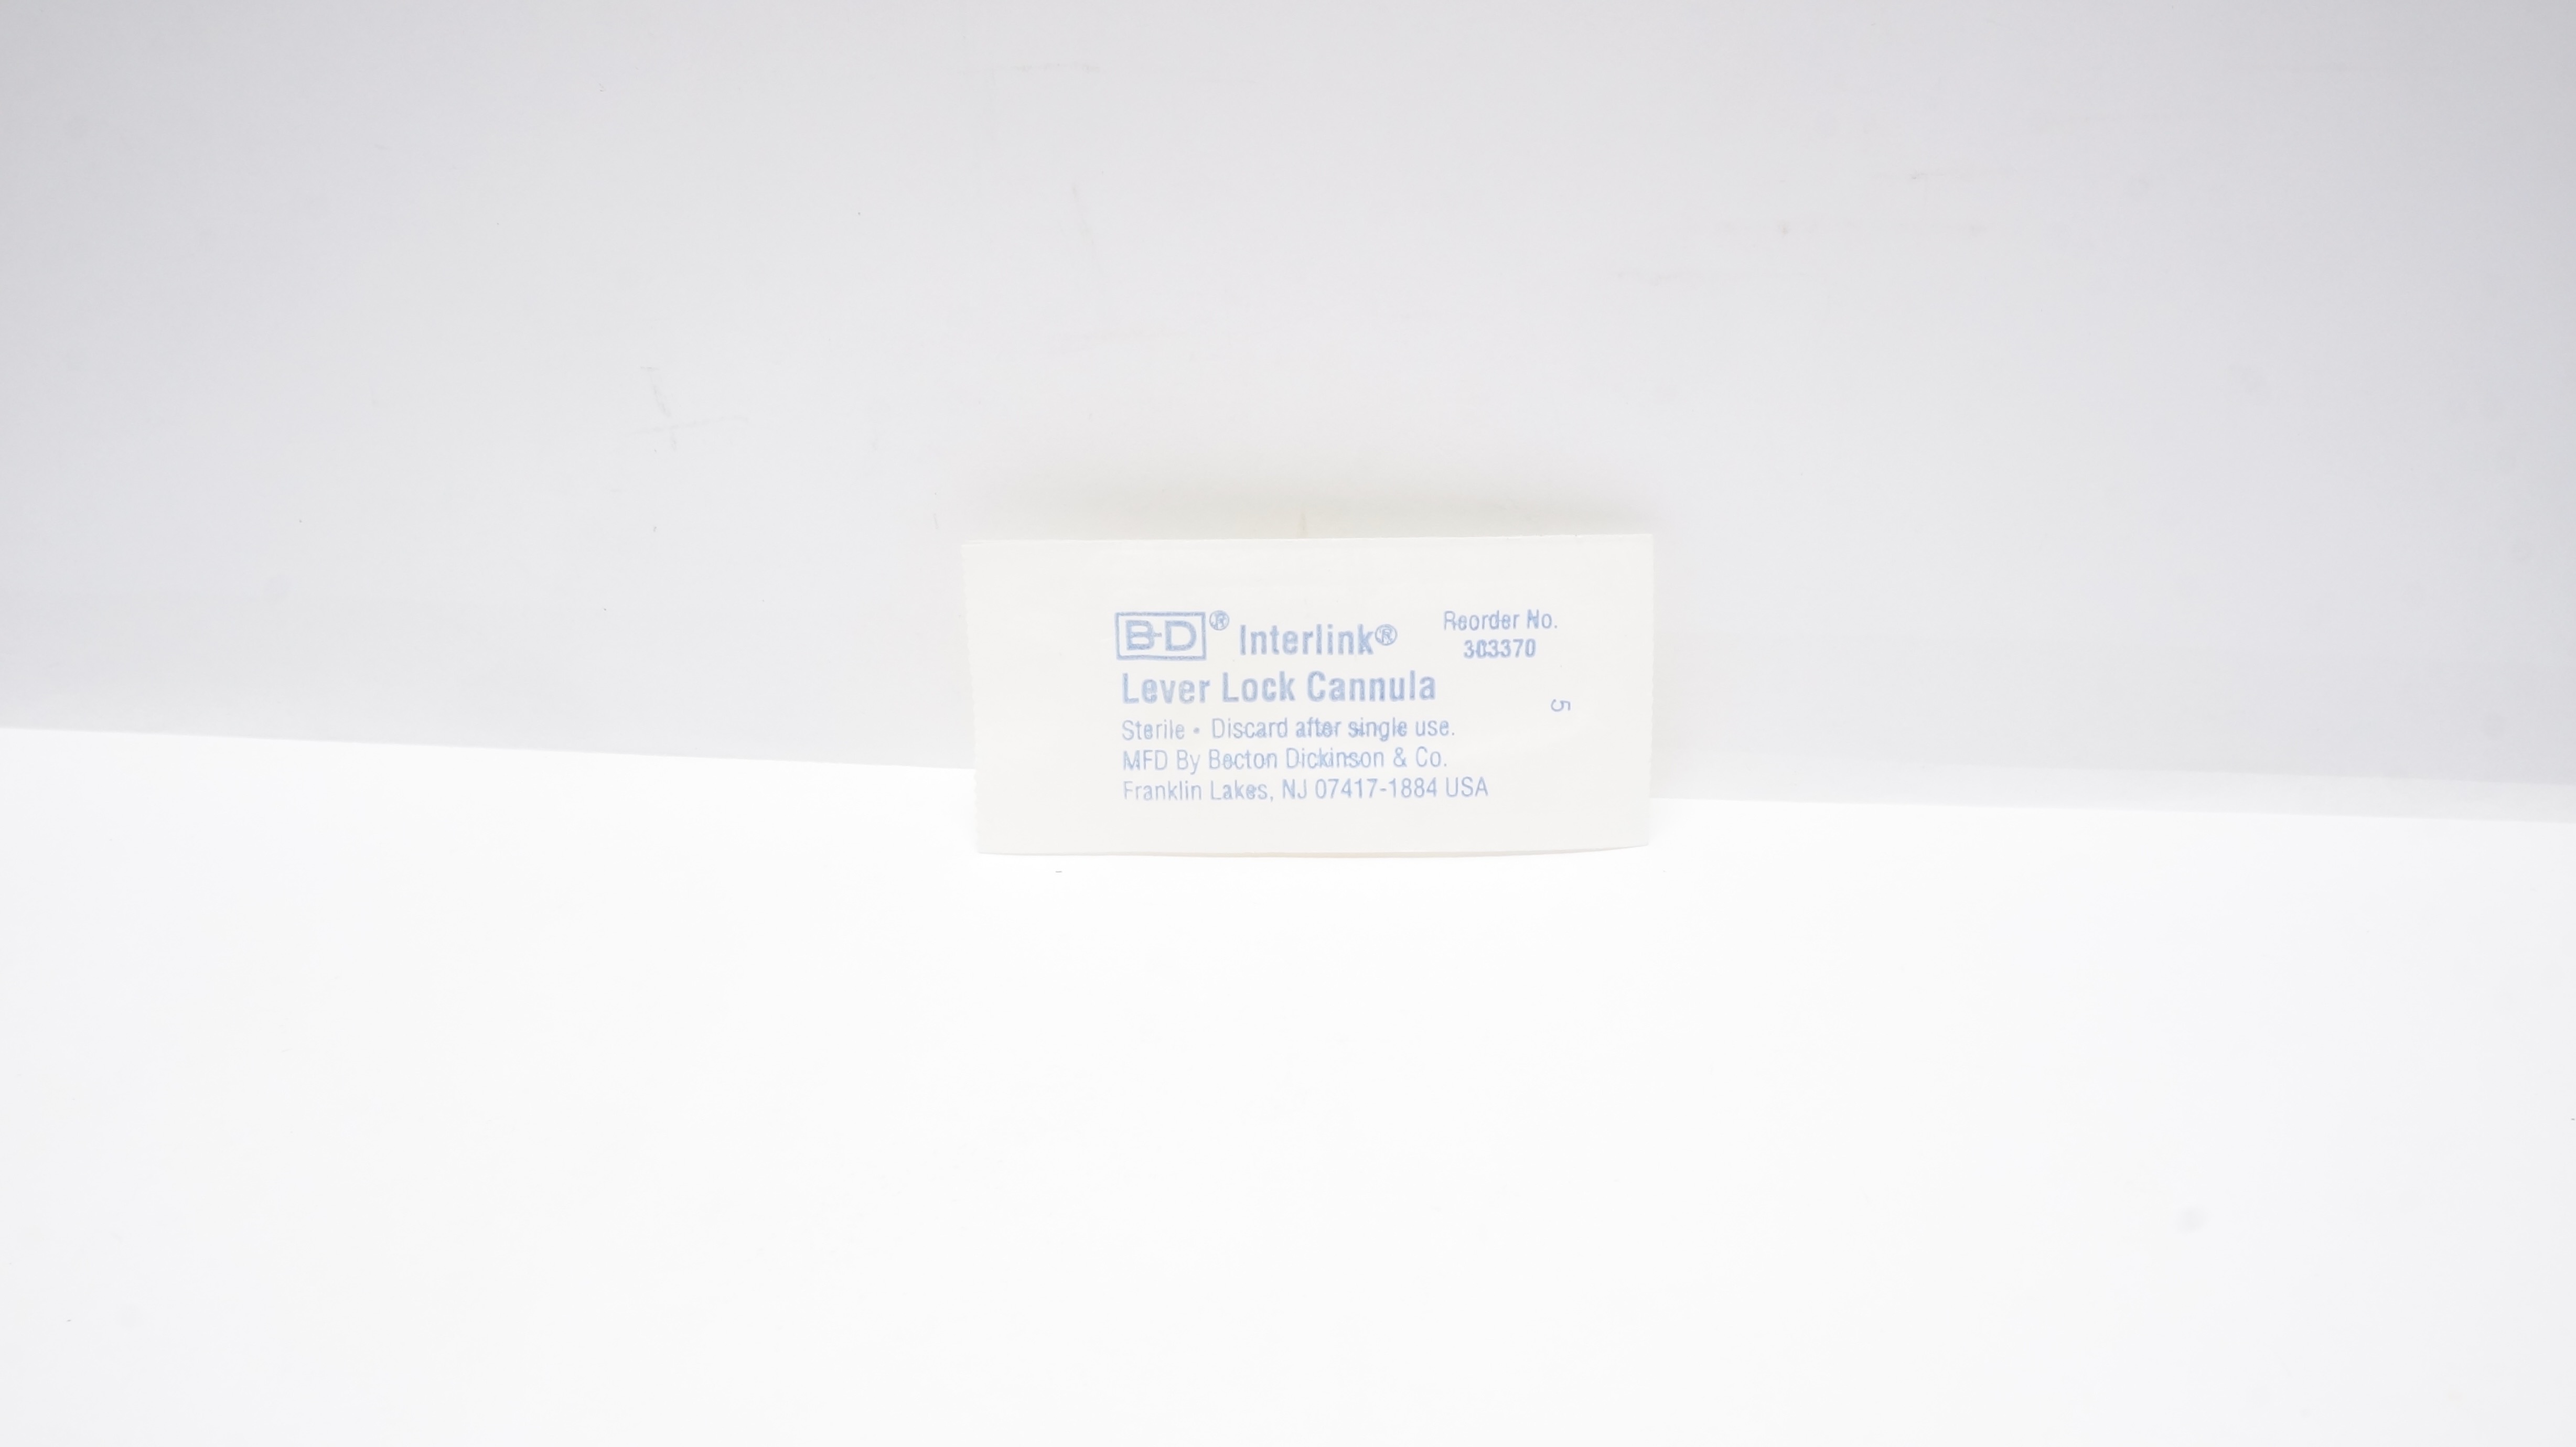 B-D® Interlink®
Reorder No.
303370
Lever Lock Cannula
5
Sterile • Discard after single use.
MFD By Becton Dickinson & Co.
Franklin Lakes, NJ 07417-1884 USA